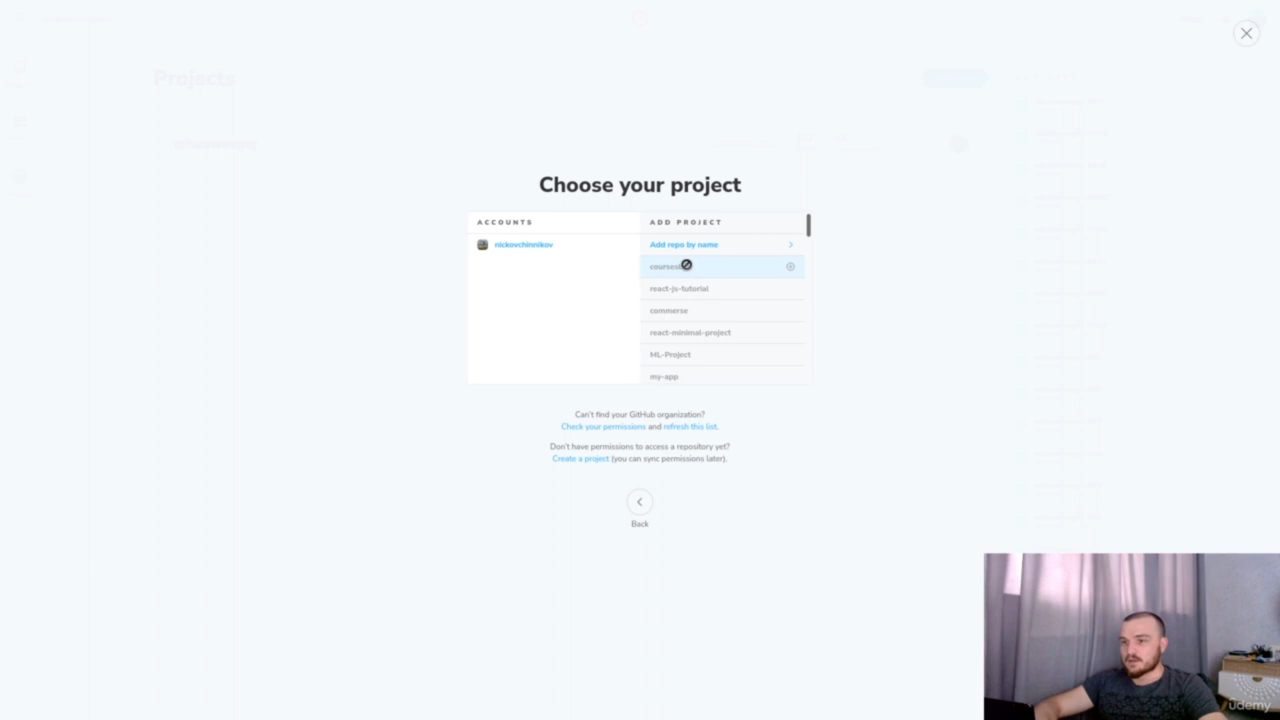 Projects
Choose your project
ACCOUNTS
nickovchinnikov
ADD PROJECT
Add repo by name
react-js-tutorial
commerse
react-minimal-project
ML-Project
my-app
Can't find your GitHub organization?
Check your permissions and refresh this list.
Don't have permissions to access a repository yet?
Create a project (you can sync permissions later).
Back
ûdemy